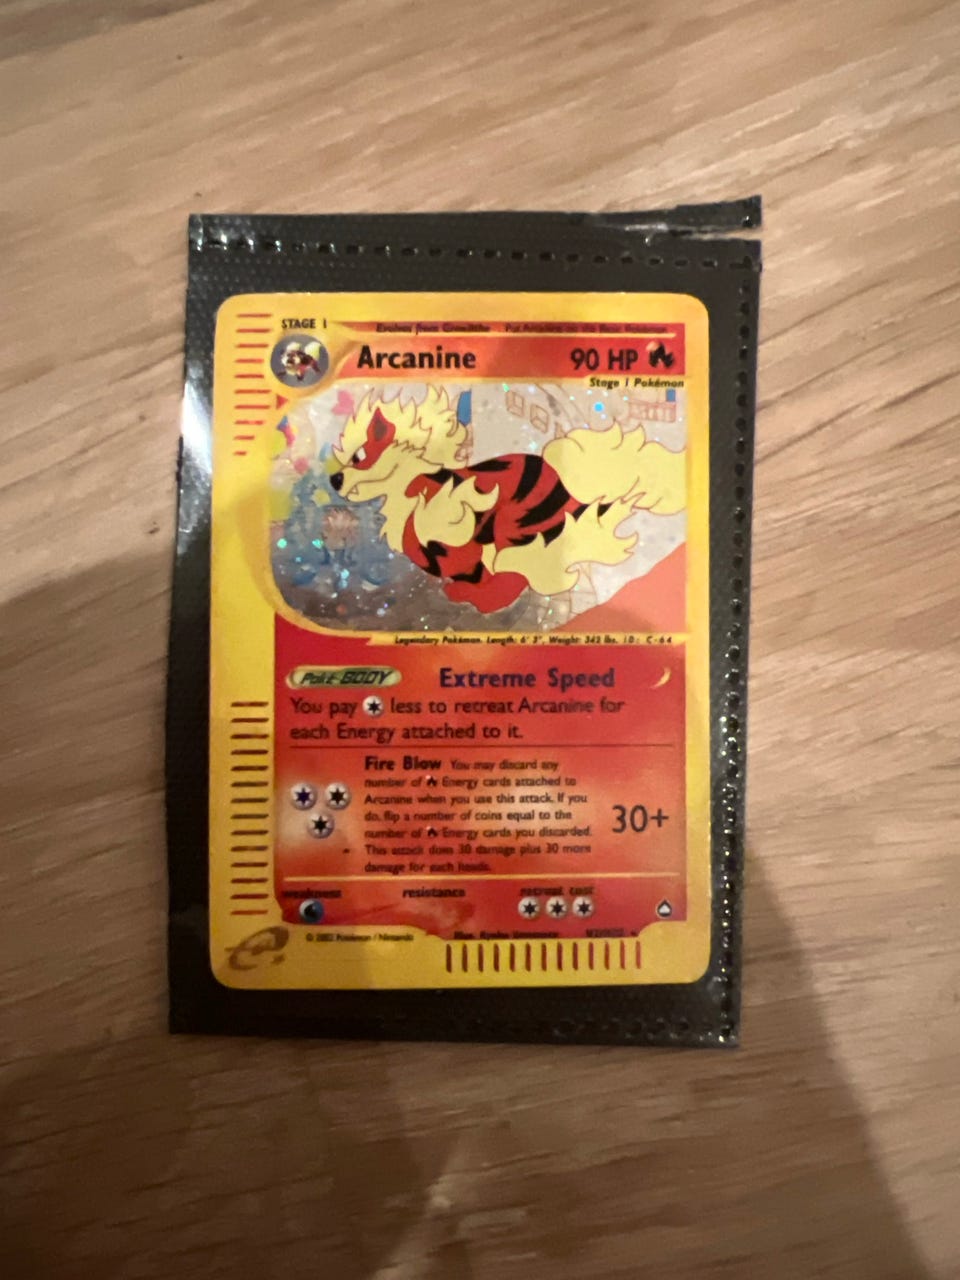 STAGE 1
Evolves from Growlithe Put Arcanine on the Basic Pokémon
Arcanine 90 HP
Stage 1 Pokémon
Legendary Pokémon. Length: 6' 3", Weight: 342 lbs. ID: C-64
Poké-BODY Extreme Speed
You pay less to retreat Arcanine for
each Energy attached to it.
Fire Blow You may discard any
number of Energy cards attached to
Arcanine when you use this attack. If you
do, flip a number of coins equal to the
number of Energy cards you discarded.
This attack does 30 damage plus 30 more
damage for each heads.
30+
weakness resistance retreat cost
© 2002 Pokémon / Nintendo
Illus. Kyoko
e